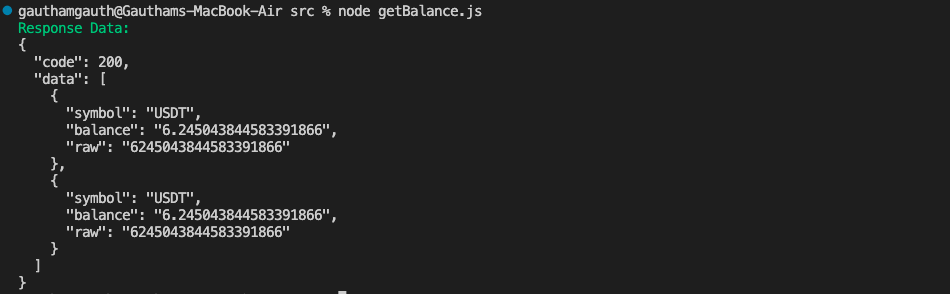 gauthamgauth@Gauthams-MacBook-Air src % node getBalance.js
Response Data:
{
  "code": 200,
  "data": [
    {
      "symbol": "USDT",
      "balance": "6.245043844583391866",
      "raw": "6245043844583391866"
    },
    {
      "symbol": "USDT",
      "balance": "6.245043844583391866",
      "raw": "6245043844583391866"
    }
  ]
}